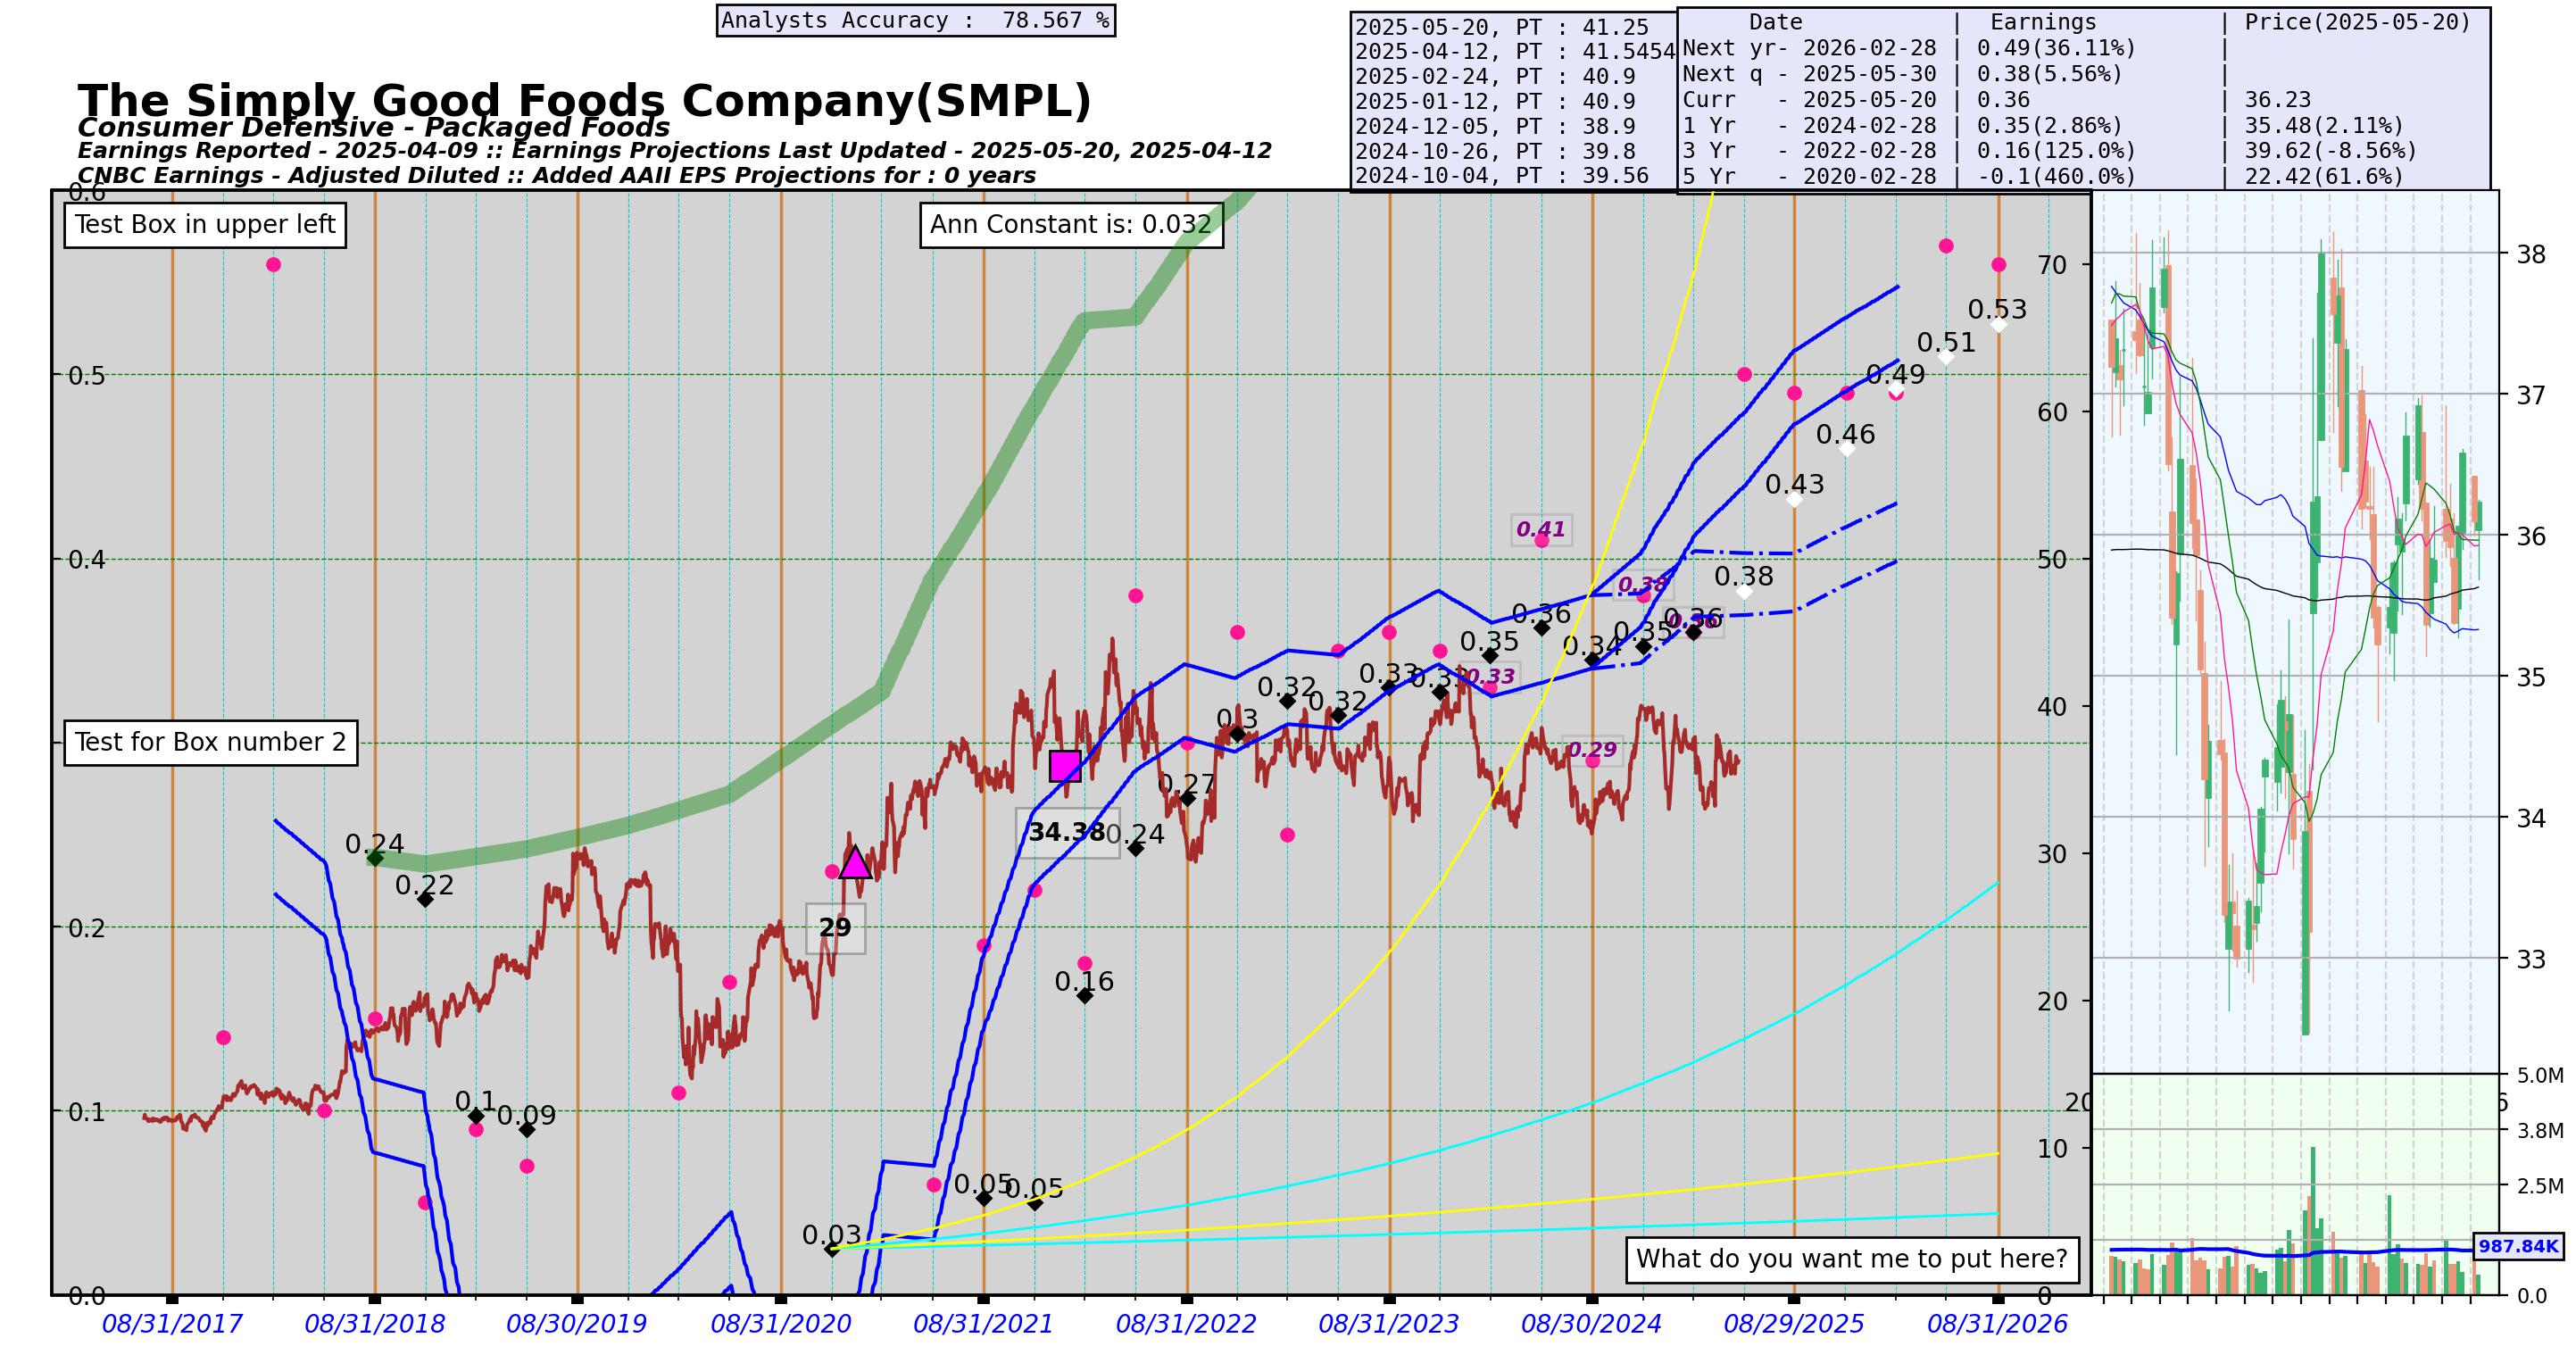 Analysts Accuracy :  78.567 %
2025-05-20, PT : 41.25
2025-04-12, PT : 41.5454
2025-02-24, PT : 40.9
2025-01-12, PT : 40.9
2024-12-05, PT : 38.9
2024-10-26, PT : 39.8
2024-10-04, PT : 39.56
Date | Earnings | Price(2025-05-20)
Next yr- 2026-02-28 | 0.49(36.11%) |
Next q - 2025-05-30 | 0.38(5.56%) |
Curr   - 2025-05-20 | 0.36 | 36.23
1 Yr   - 2024-02-28 | 0.35(2.86%) | 35.48(2.11%)
3 Yr   - 2022-02-28 | 0.16(125.0%) | 39.62(-8.56%)
5 Yr   - 2020-02-28 | -0.1(460.0%) | 22.42(61.6%)
The Simply Good Foods Company(SMPL)
Consumer Defensive - Packaged Foods
Earnings Reported - 2025-04-09 :: Earnings Projections Last Updated - 2025-05-20, 2025-04-12
CNBC Earnings - Adjusted Diluted :: Added AAII EPS Projections for : 0 years
0.6
Test Box in upper left
Ann Constant is: 0.032
0.5
0.4
Test for Box number 2
0.2
0.1
0.0
0.24
0.22
0.1
0.09
0.03
29
0.05
0.05
34.38
0.16
0.24
0.27
0.3
0.32
0.32
0.33
0.33
0.35
0.33
0.36
0.41
0.34
0.29
0.35
0.38
0.36
0.36
0.38
0.43
0.46
0.49
0.51
0.53
70
60
50
40
30
20
10
0
What do you want me to put here?
38
37
36
35
34
33
5.0M
3.8M
2.5M
987.84K
0.0
08/31/2017
08/31/2018
08/30/2019
08/31/2020
08/31/2021
08/31/2022
08/31/2023
08/30/2024
08/29/2025
08/31/2026